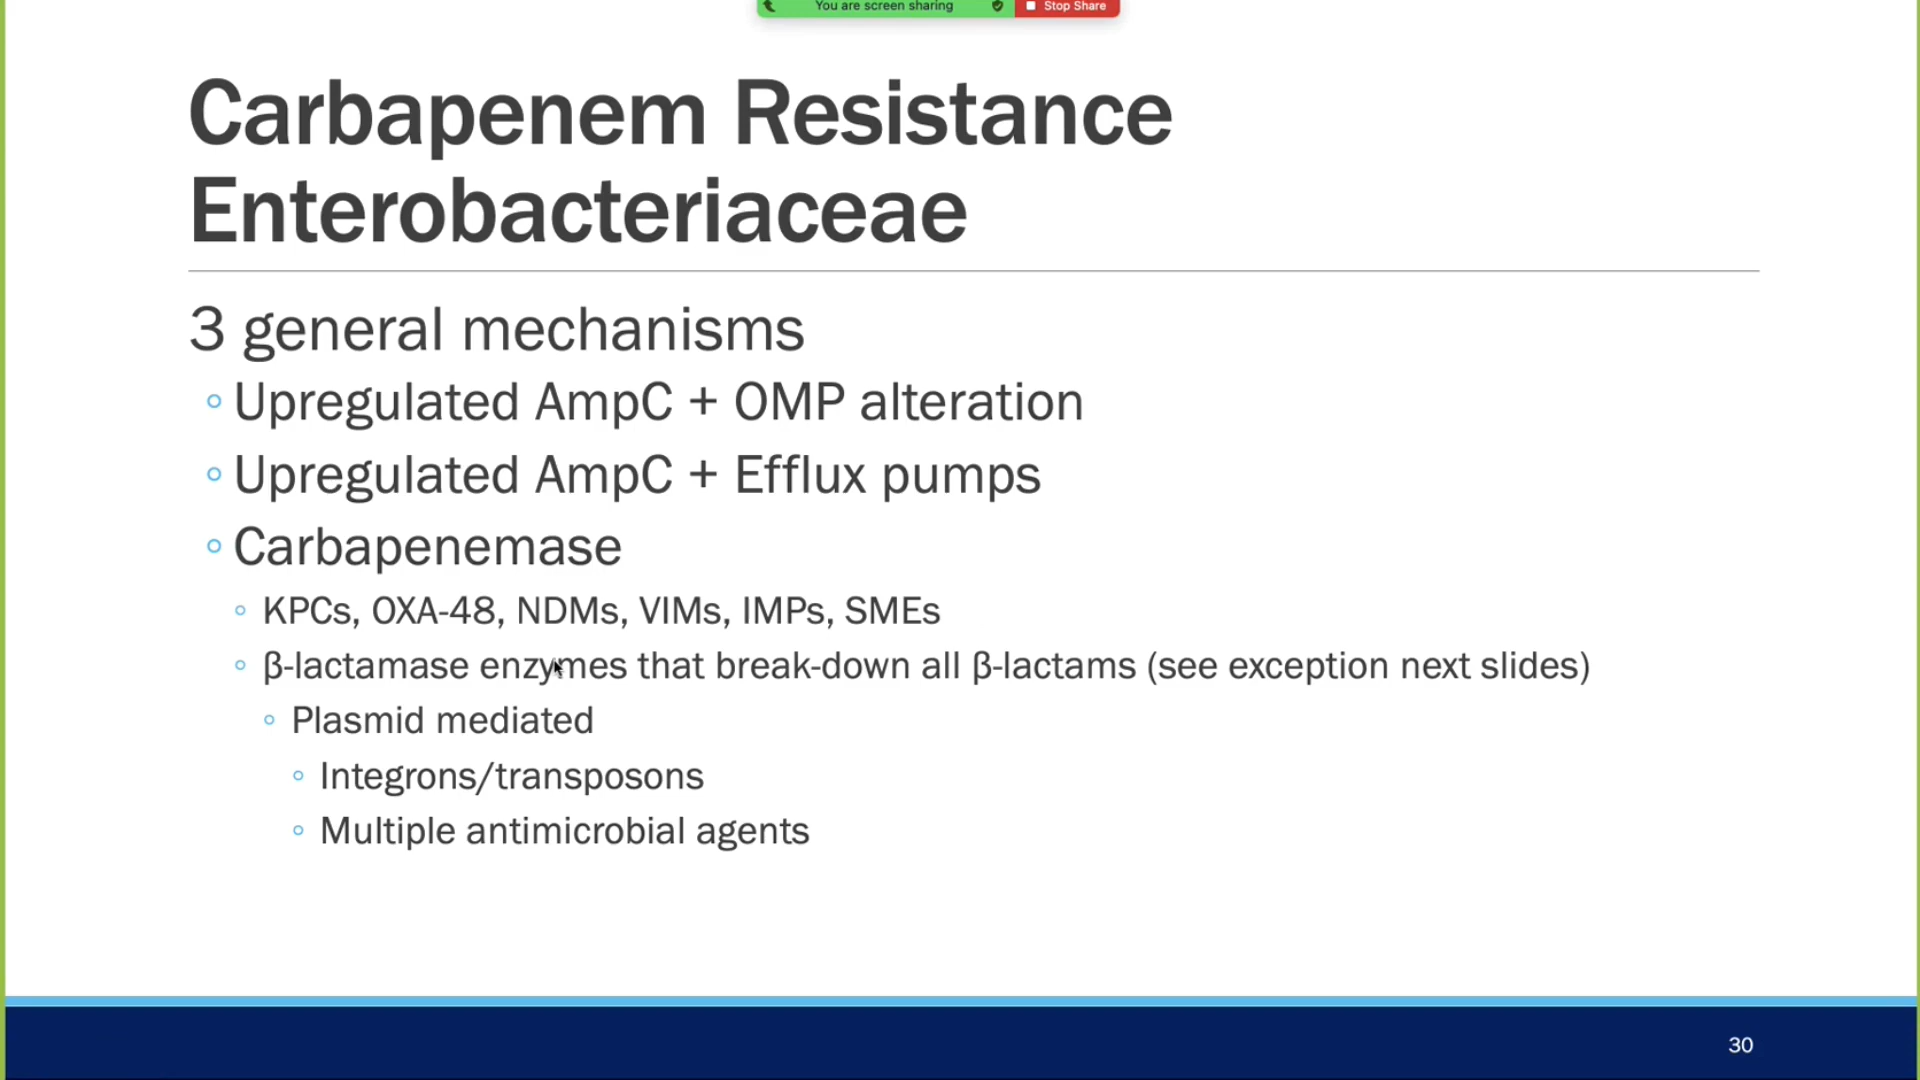 You are screen sharing Stop Share
Carbapenem Resistance
Enterobacteriaceae
3 general mechanisms
◦ Upregulated AmpC + OMP alteration
◦ Upregulated AmpC + Efflux pumps
◦ Carbapenemase
◦ KPCs, OXA-48, NDMs, VIMs, IMPs, SMEs
◦ β-lactamase enzymes that break-down all β-lactams (see exception next slides)
◦ Plasmid mediated
◦ Integrons/transposons
◦ Multiple antimicrobial agents
30